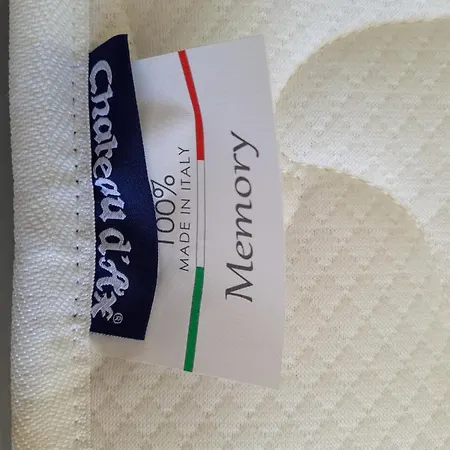 Chateau d'Ax®
100%
MADE IN ITALY
Memory